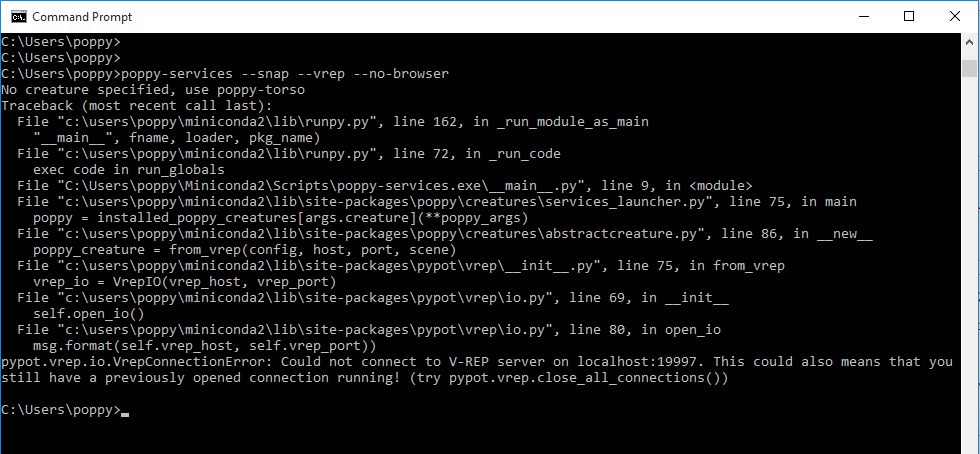 Command Prompt
C:\Users\poppy>
C:\Users\poppy>
C:\Users\poppy>poppy-services --snap --vrep --no-browser
No creature specified, use poppy-torso
Traceback (most recent call last):
  File "c:\users\poppy\miniconda2\lib\runpy.py", line 162, in _run_module_as_main
    "__main__", fname, loader, pkg_name)
  File "c:\users\poppy\miniconda2\lib\runpy.py", line 72, in _run_code
    exec code in run_globals
  File "C:\Users\poppy\Miniconda2\Scripts\poppy-services.exe\__main__.py", line 9, in <module>
  File "c:\users\poppy\miniconda2\lib\site-packages\poppy\creatures\services_launcher.py", line 75, in main
    poppy = installed_poppy_creatures[args.creature](**poppy_args)
  File "c:\users\poppy\miniconda2\lib\site-packages\poppy\creatures\abstractcreature.py", line 86, in __new__
    poppy_creature = from_vrep(config, host, port, scene)
  File "c:\users\poppy\miniconda2\lib\site-packages\pypot\vrep\__init__.py", line 75, in from_vrep
    vrep_io = VrepIO(vrep_host, vrep_port)
  File "c:\users\poppy\miniconda2\lib\site-packages\pypot\vrep\io.py", line 69, in __init__
    self.open_io()
  File "c:\users\poppy\miniconda2\lib\site-packages\pypot\vrep\io.py", line 80, in open_io
    msg.format(self.vrep_host, self.vrep_port))
pypot.vrep.io.VrepConnectionError: Could not connect to V-REP server on localhost:19997. This could also means that you
still have a previously opened connection running! (try pypot.vrep.close_all_connections())
C:\Users\poppy>